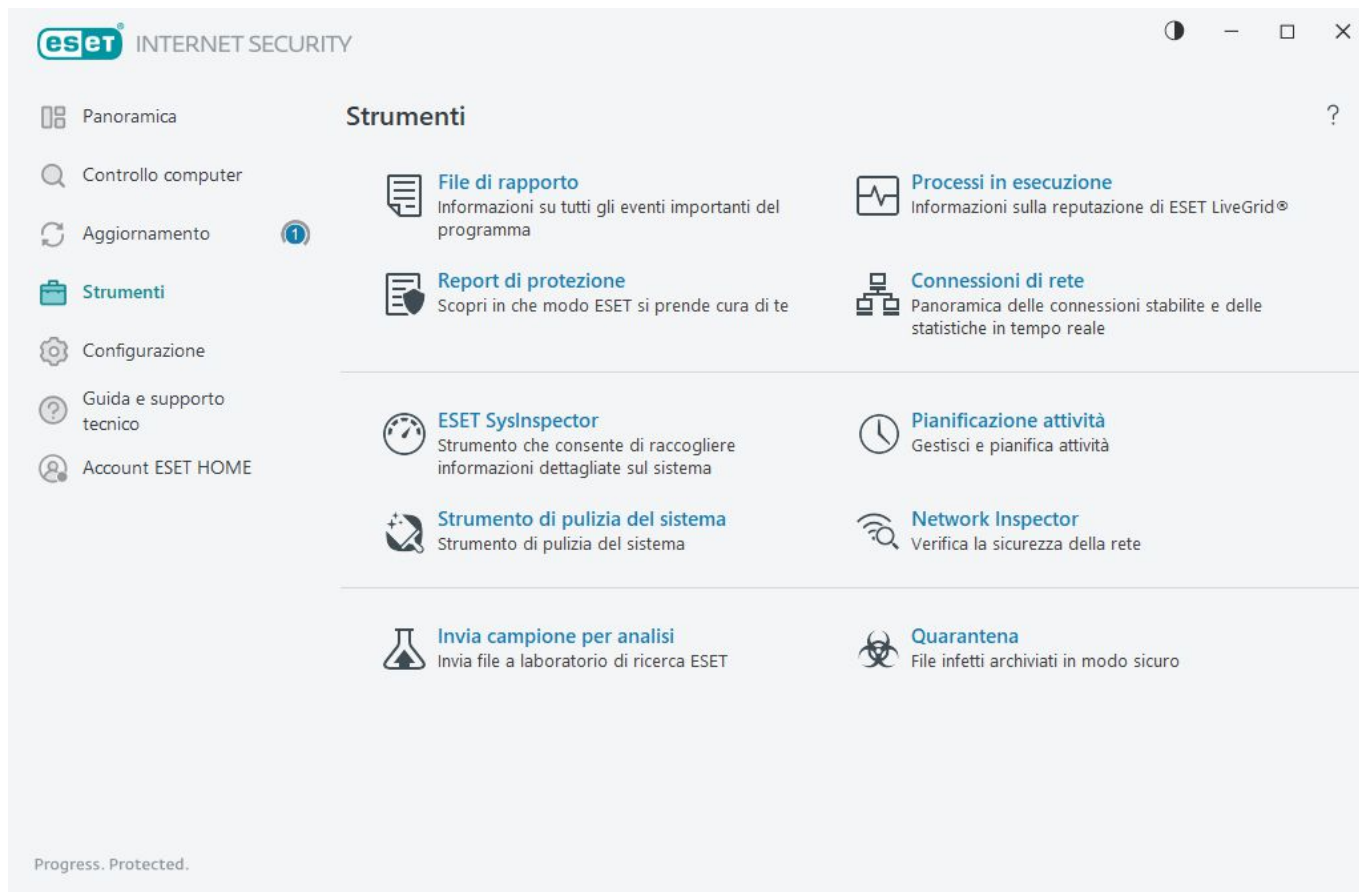 eset® INTERNET SECURITY
Panoramica
Controllo computer
Aggiornamento 1
Strumenti
Configurazione
Guida e supporto
tecnico
Account ESET HOME
Strumenti ?
File di rapporto
Informazioni su tutti gli eventi importanti del
programma
Processi in esecuzione
Informazioni sulla reputazione di ESET LiveGrid®
Report di protezione
Scopri in che modo ESET si prende cura di te
Connessioni di rete
Panoramica delle connessioni stabilite e delle
statistiche in tempo reale
ESET SysInspector
Strumento che consente di raccogliere
informazioni dettagliate sul sistema
Pianificazione attività
Gestisci e pianifica attività
Strumento di pulizia del sistema
Strumento di pulizia del sistema
Network Inspector
Verifica la sicurezza della rete
Invia campione per analisi
Invia file a laboratorio di ricerca ESET
Quarantena
File infetti archiviati in modo sicuro
Progress. Protected.